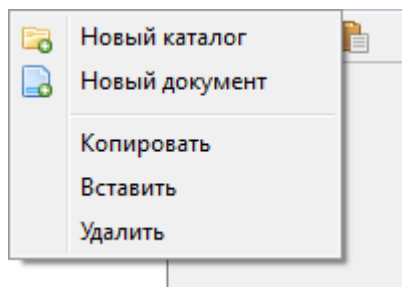 Новый каталог
Новый документ
Копировать
Вставить
Удалить